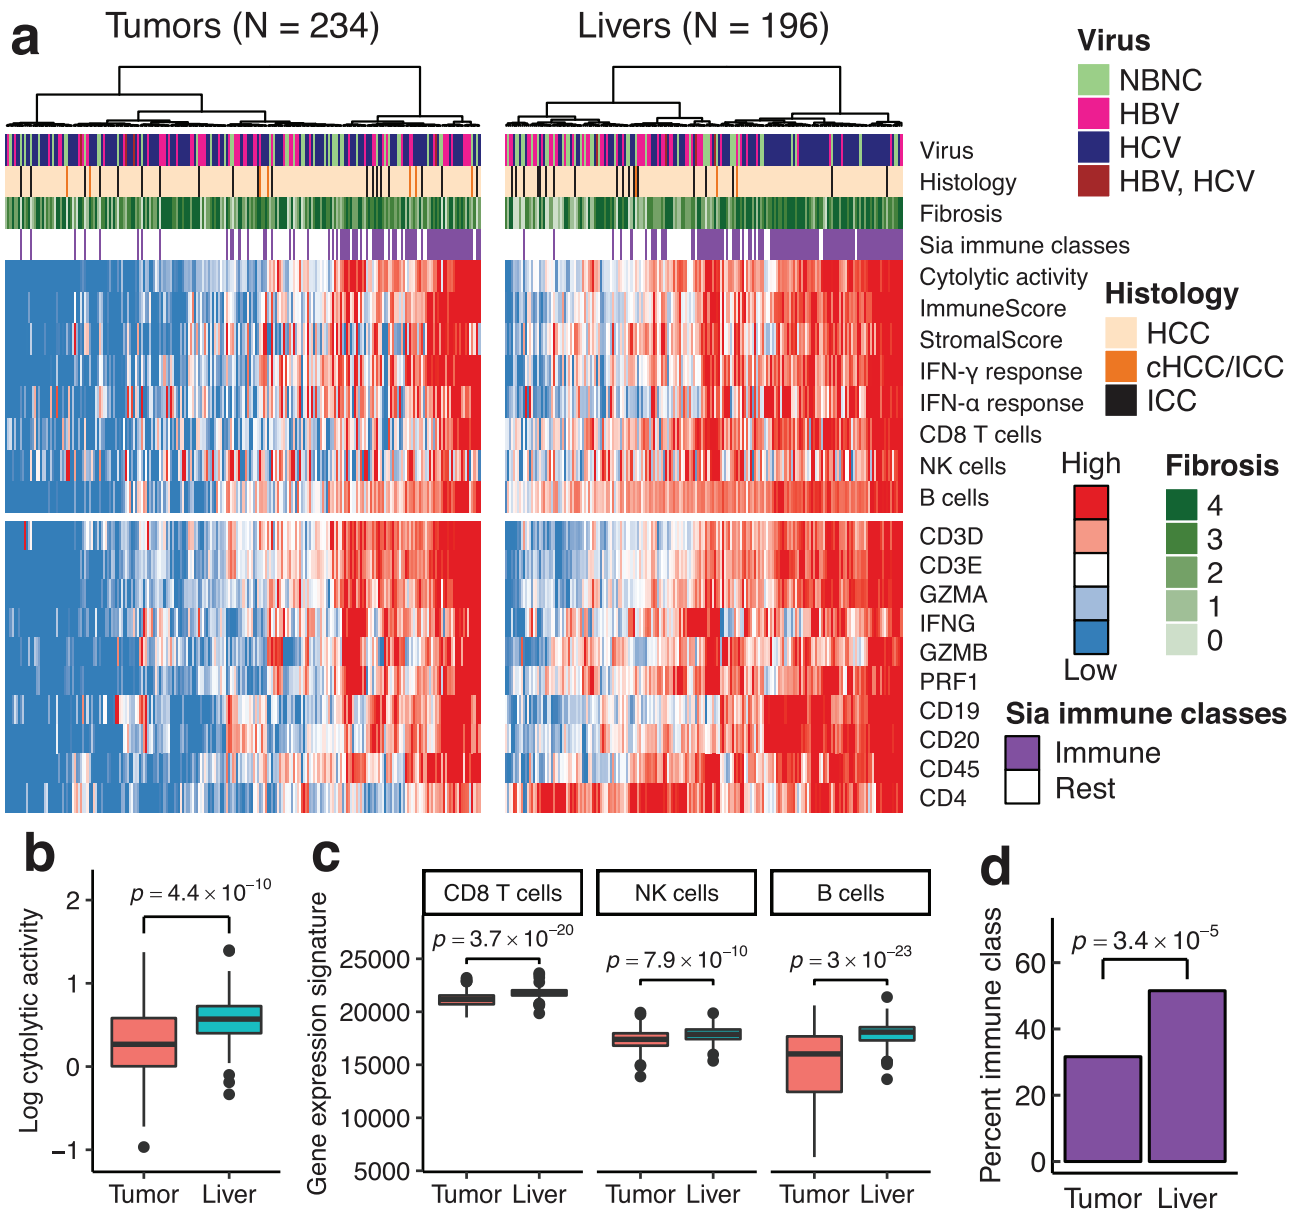 a
Tumors (N = 234)
Livers (N = 196)
Virus
NBNC
HBV
HCV
HBV, HCV
Virus
Histology
Fibrosis
Sia immune classes
Cytolytic activity
ImmuneScore
StromalScore
IFN-γ response
IFN-α response
CD8 T cells
NK cells
B cells
CD3D
CD3E
GZMA
IFNG
GZMB
PRF1
CD19
CD20
CD45
CD4
Histology
HCC
cHCC/ICC
ICC
High
Low
Fibrosis
4
3
2
1
0
Sia immune classes
Immune
Rest
b
Log cytolytic activity
2
1
0
−1
p = 4.4 × 10⁻¹⁰
Tumor Liver
c
Gene expression signature
25000
20000
15000
10000
5000
CD8 T cells
p = 3.7 × 10⁻²⁰
Tumor Liver
NK cells
p = 7.9 × 10⁻¹⁰
Tumor Liver
B cells
p = 3 × 10⁻²³
Tumor Liver
d
Percent immune class
60
40
20
0
p = 3.4 × 10⁻⁵
Tumor Liver